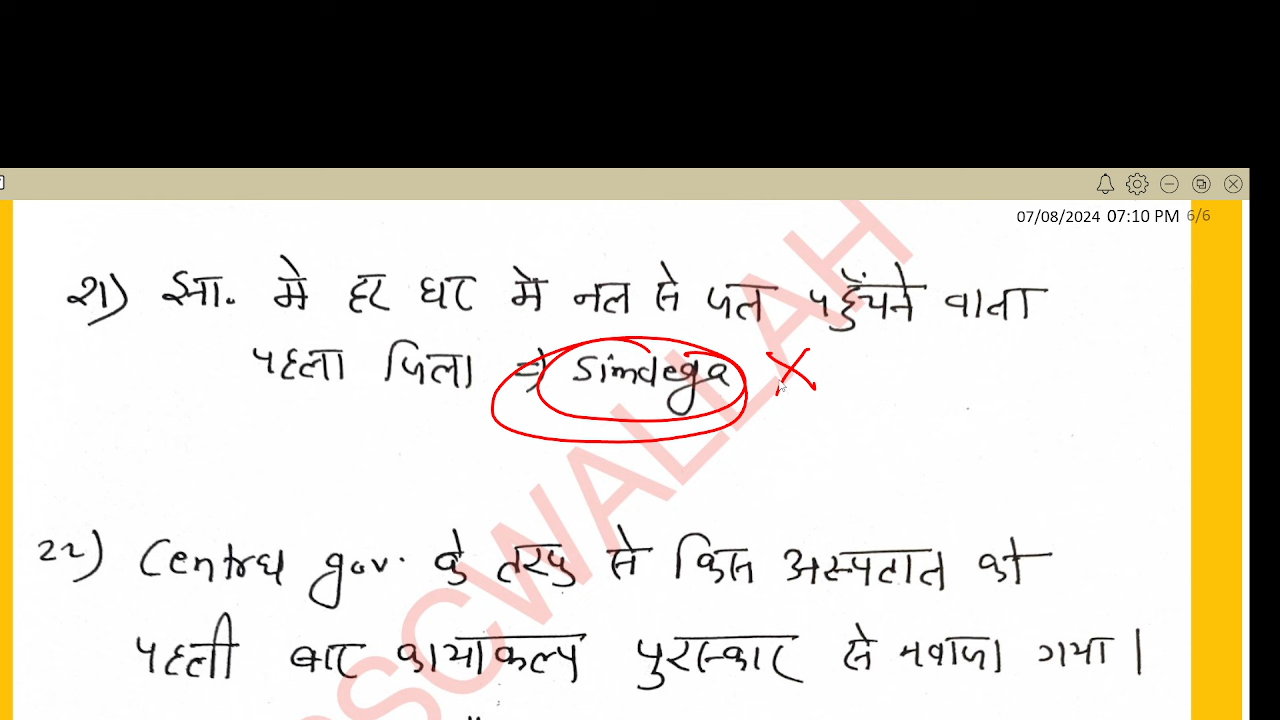 07/08/2024 07:10 PM 6/6
21) झा. मे हर घर में नल से जल पहुँचने वाला
पहला जिला => Simdega
22) Central gov. के तरफ से किस अस्पताल को
पहली बार कायाकल्प पुरस्कार से नवाजा गया।
SCWALLAH